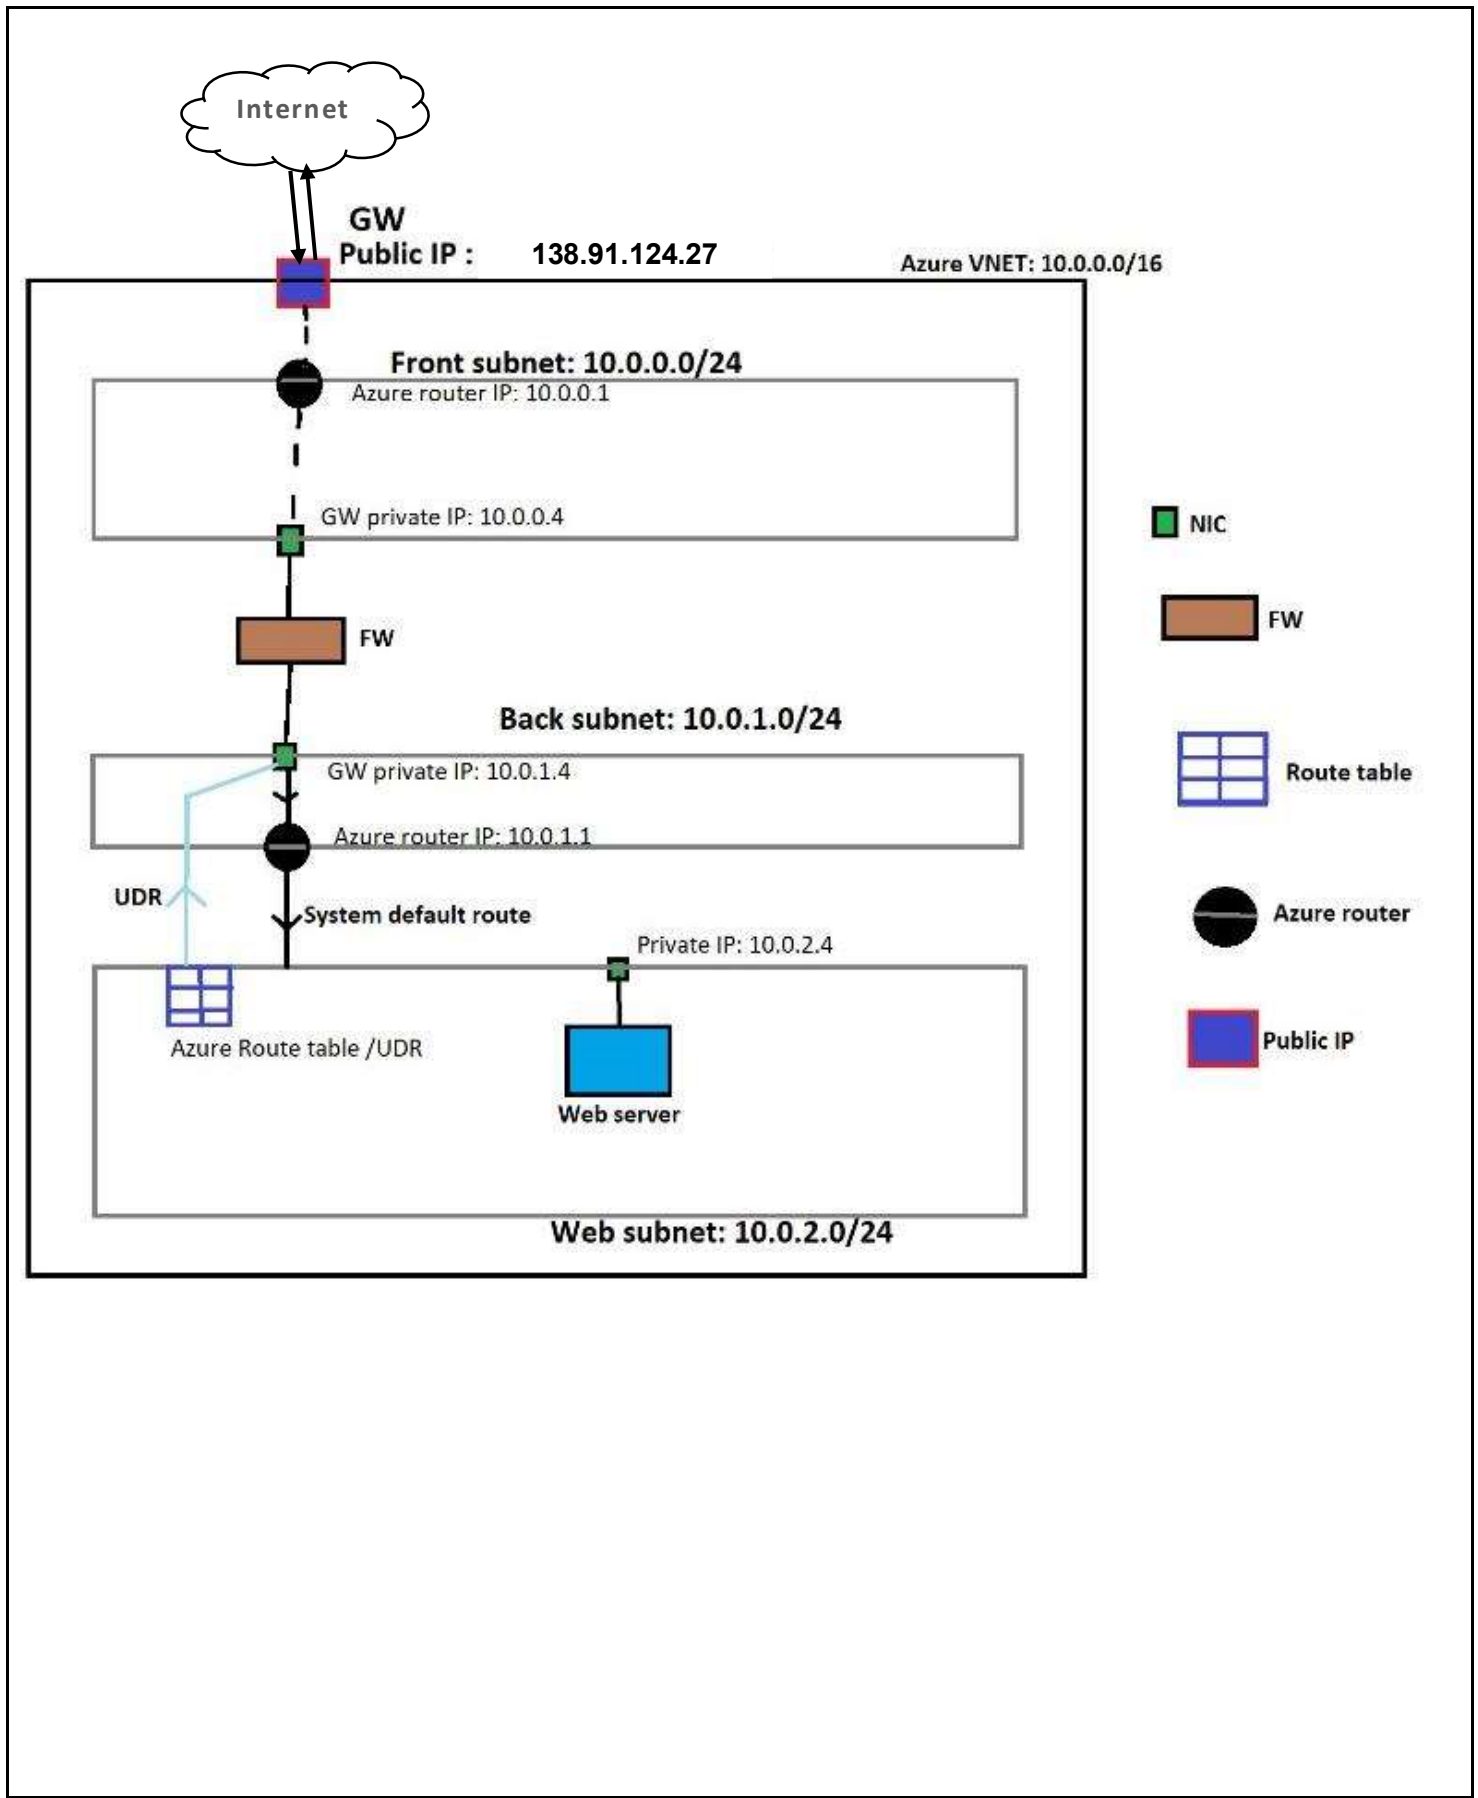 Internet
GW
Public IP : 138.91.124.27
Azure VNET: 10.0.0.0/16
Front subnet: 10.0.0.0/24
Azure router IP: 10.0.0.1
GW private IP: 10.0.0.4
NIC
FW
FW
Back subnet: 10.0.1.0/24
GW private IP: 10.0.1.4
Route table
Azure router IP: 10.0.1.1
UDR
System default route
Azure router
Private IP: 10.0.2.4
Azure Route table /UDR
Public IP
Web server
Web subnet: 10.0.2.0/24